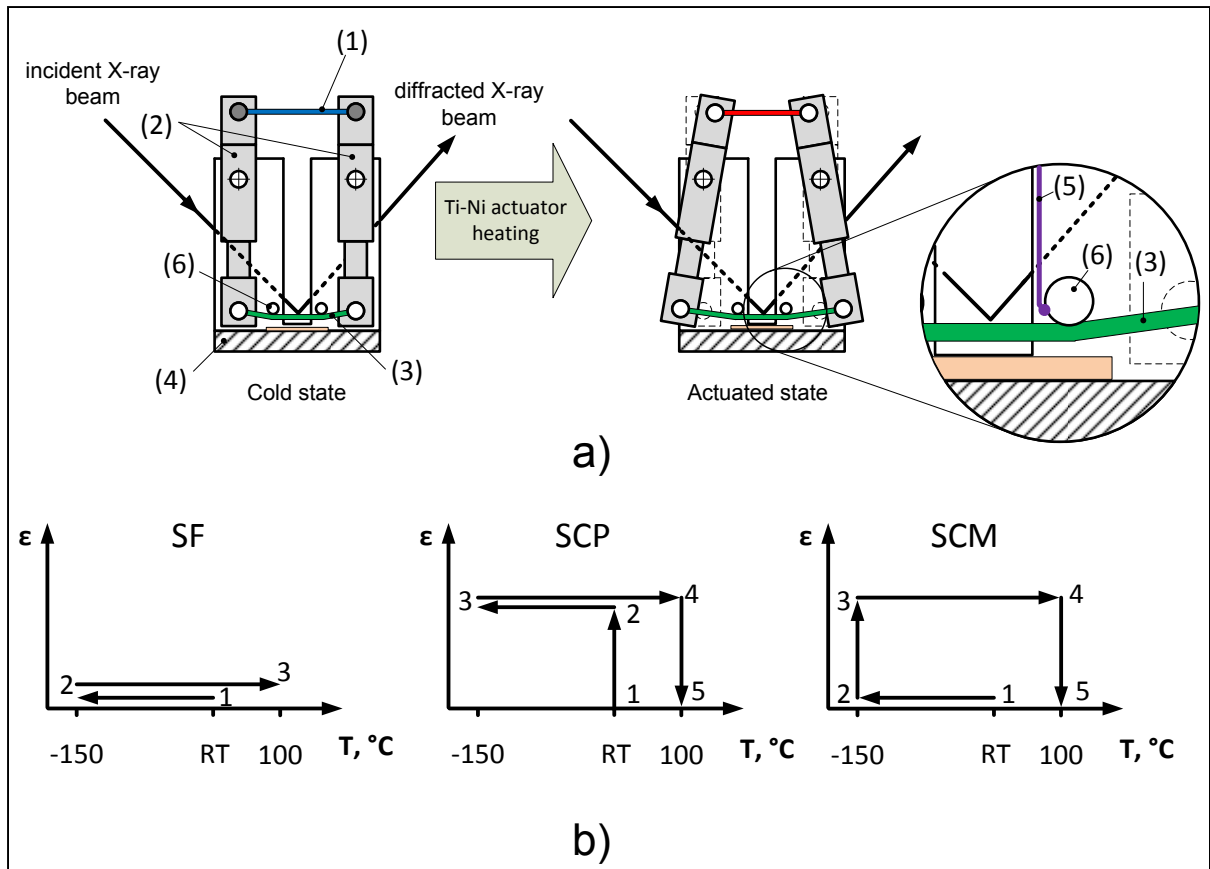 (1)
incident X-ray
beam
diffracted X-ray
beam
(2)
Ti-Ni actuator
heating
(5)
(6)
(6)
(3)
(4)
(3)
Cold state
Actuated state
a)
ε
SF
2
3
1
-150
RT
100
T, °C
ε
SCP
3
4
2
1
5
-150
RT
100
T, °C
ε
SCM
3
4
2
1
5
-150
RT
100
T, °C
b)